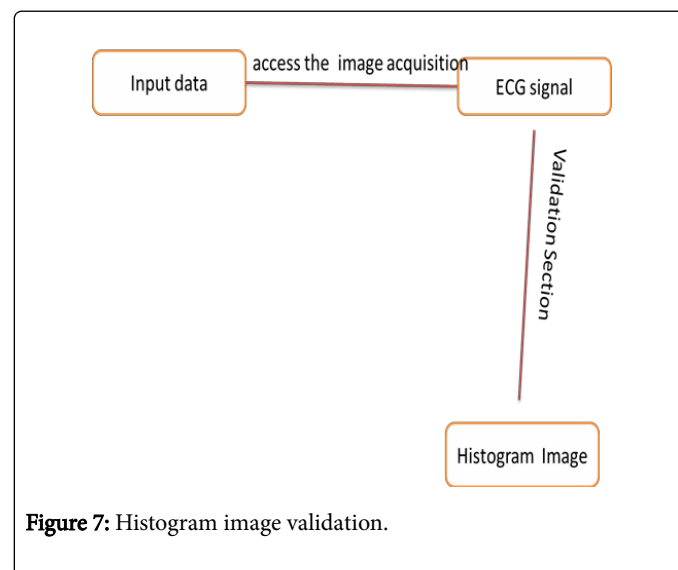 access the image acquisition
Input data
ECG signal
Validation Section
Histogram Image
Figure 7: Histogram image validation.